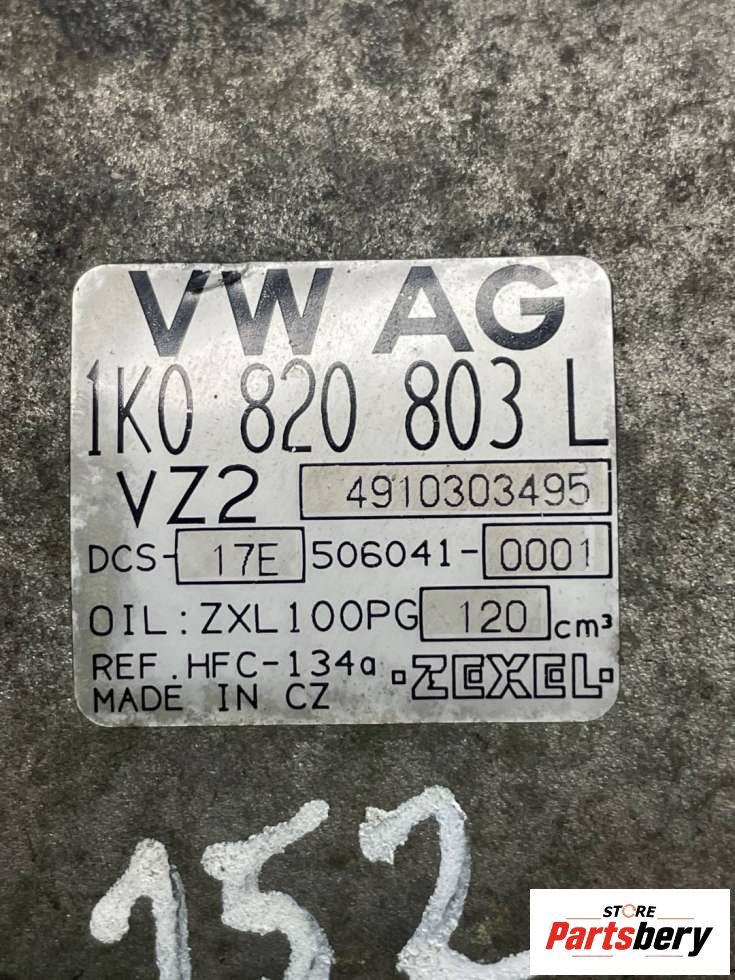 VW AG
1K0 820 803 L
VZ2 4910303495
DCS-17E 506041-0001
OIL:ZXL100PG 120 cm³
REF.HFC-134a ·ZEXEL·
MADE IN CZ
152
STORE
Partsbery